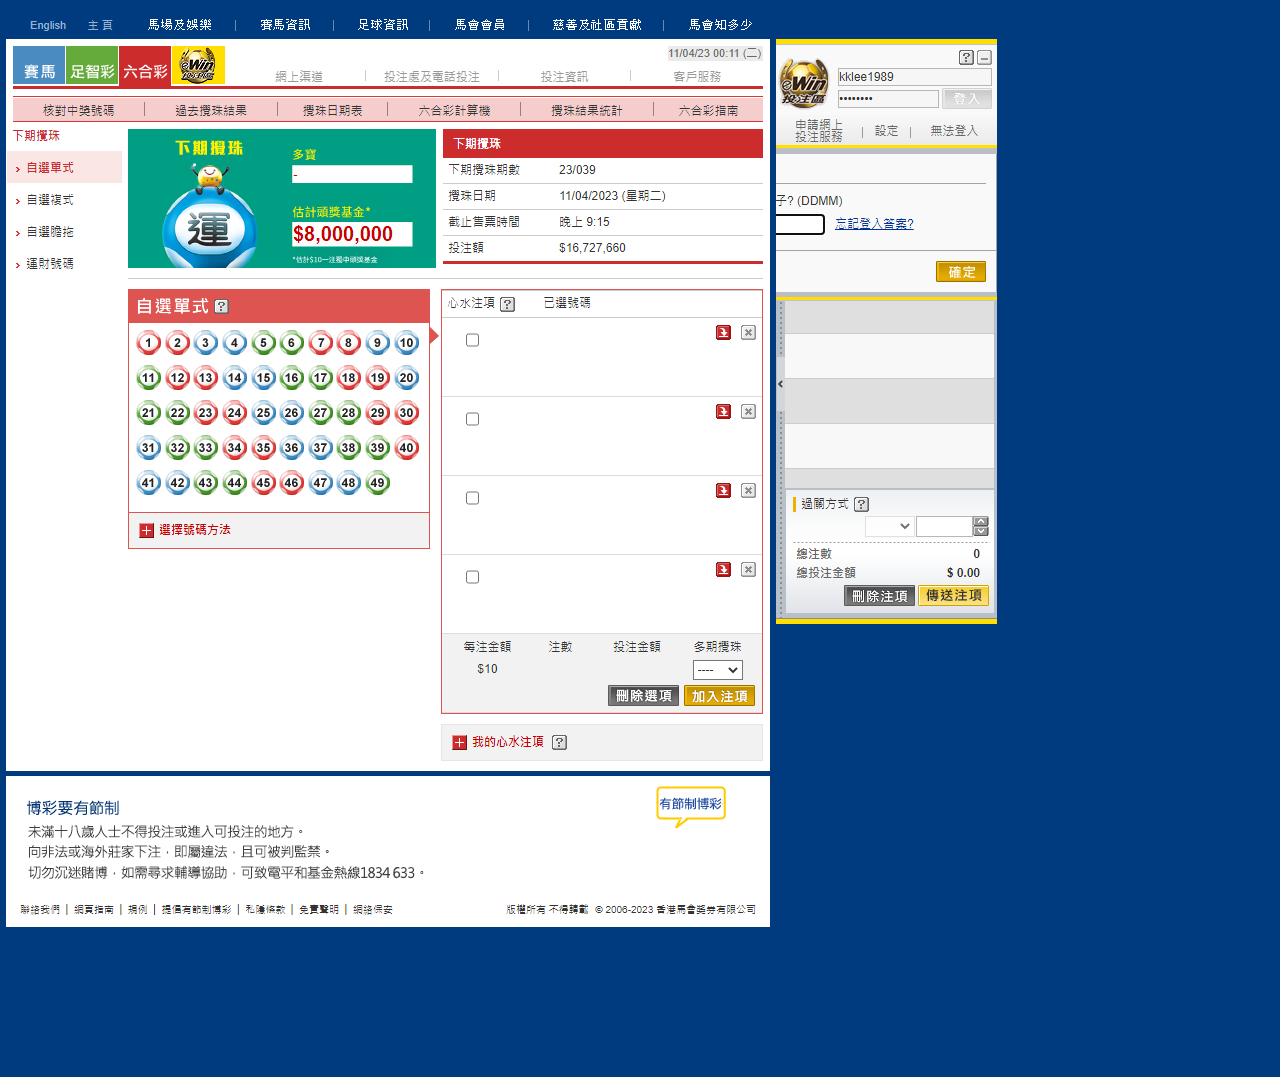 English 主 頁 馬場及娛樂 賽馬資訊 足球資訊 馬會會員 慈善及社區貢獻 馬會知多少
賽馬 足智彩 六合彩 eWin 投注區
11/04/23 00:11 (二)
網上渠道 投注處及電話投注 投注資訊 客戶服務
核對中獎號碼 過去攪珠結果 攪珠日期表 六合彩計算機 攪珠結果統計 六合彩指南
下期攪珠
自選單式
自選複式
自選膽拖
運財號碼
下期攪珠
多寶
-
運
估計頭獎基金*
$8,000,000
*估計$10一注獨中頭獎基金
下期攪珠
下期攪珠期數 23/039
攪珠日期 11/04/2023 (星期二)
截止售票時間 晚上 9:15
投注額 $16,727,660
自選單式 ?
1 2 3 4 5 6 7 8 9 10
11 12 13 14 15 16 17 18 19 20
21 22 23 24 25 26 27 28 29 30
31 32 33 34 35 36 37 38 39 40
41 42 43 44 45 46 47 48 49
選擇號碼方法
心水注項 ? 已選號碼
每注金額 注數 投注金額 多期攪珠
$10 ----
刪除選項 加入注項
我的心水注項 ?
eWin 投注區
kklee1989
••••••••
登入
申請網上
投注服務
設定
無法登入
子? (DDMM)
忘記登入答案?
確定
過關方式 ?
總注數 0
總投注金額 $ 0.00
刪除注項 傳送注項
博彩要有節制
有節制博彩
未滿十八歲人士不得投注或進入可投注的地方。
向非法或海外莊家下注，即屬違法，且可被判監禁。
切勿沉迷賭博，如需尋求輔導協助，可致電平和基金熱線1834 633。
聯絡我們 | 網頁指南 | 規例 | 提倡有節制博彩 | 私隱條款 | 免責聲明 | 網絡保安
版權所有 不得轉載 © 2006-2023 香港馬會獎券有限公司